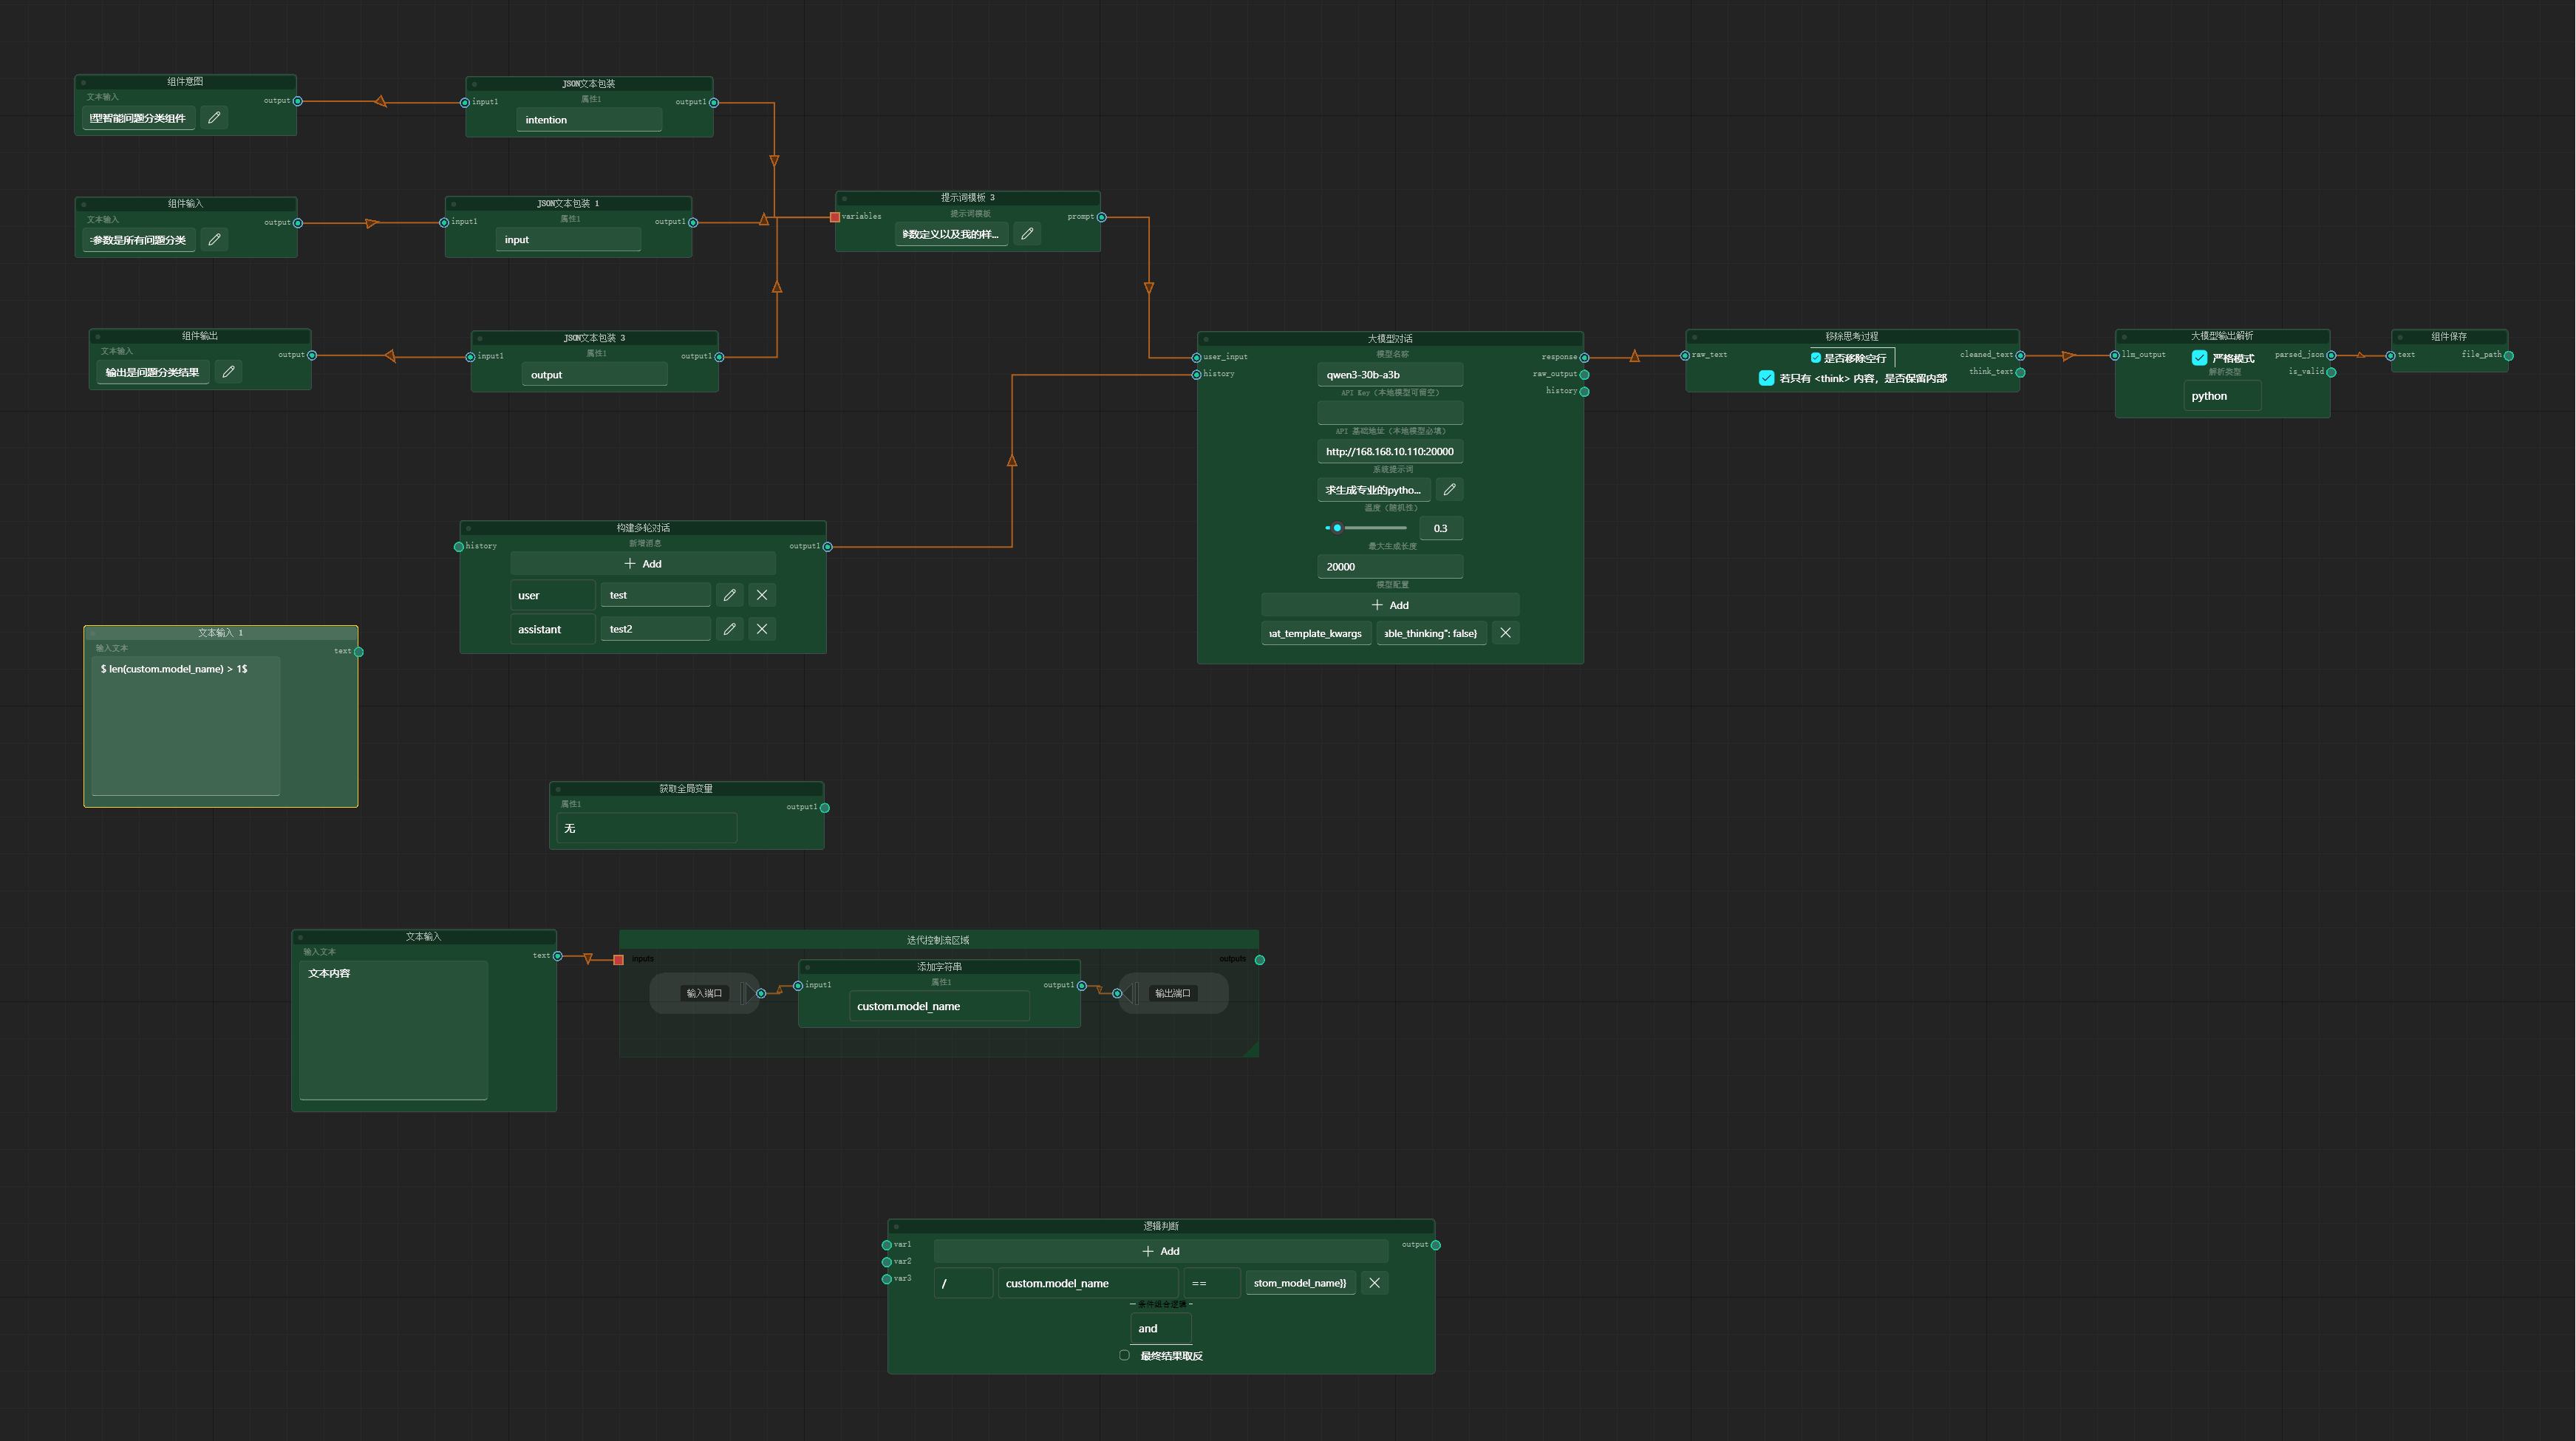 组件意图
文本输入
output
型智能问题分类组件
JSON文本包装
属性1
input1
output1
intention
组件输入
文本输入
output
参数是所有问题分类
JSON文本包装 1
属性1
input1
output1
input
提示词模板 3
提示词模板
variables
prompt
参数定义以及我的样...
组件输出
文本输入
output
输出是问题分类结果
JSON文本包装 3
属性1
input1
output1
output
大模型对话
模型名称
user_input
response
history
raw_output
history
qwen3-30b-a3b
API Key（本地模型可留空）
API 基础地址（本地模型必填）
http://168.168.10.110:20000
系统提示词
求生成专业的pytho...
温度（随机性）
0.3
最大生成长度
20000
模型配置
Add
at_template_kwargs
able_thinking": false}
移除思考过程
raw_text
cleaned_text
think_text
是否移除空行
若只有 <think> 内容，是否保留内部
大模型输出解析
llm_output
parsed_json
is_valid
严格模式
解析类型
python
组件保存
text
file_path
构建多轮对话
新增消息
history
output1
Add
user
test
assistant
test2
文本输入 1
输入文本
text
$ len(custom.model_name) > 1$
获取全局变量
属性1
output1
无
文本输入
输入文本
text
文本内容
迭代控制流区域
inputs
outputs
输入端口
添加字符串
属性1
input1
output1
custom.model_name
输出端口
逻辑判断
var1
var2
var3
output
Add
/
custom.model_name
==
stom_model_name}}
条件组合逻辑
and
最终结果取反